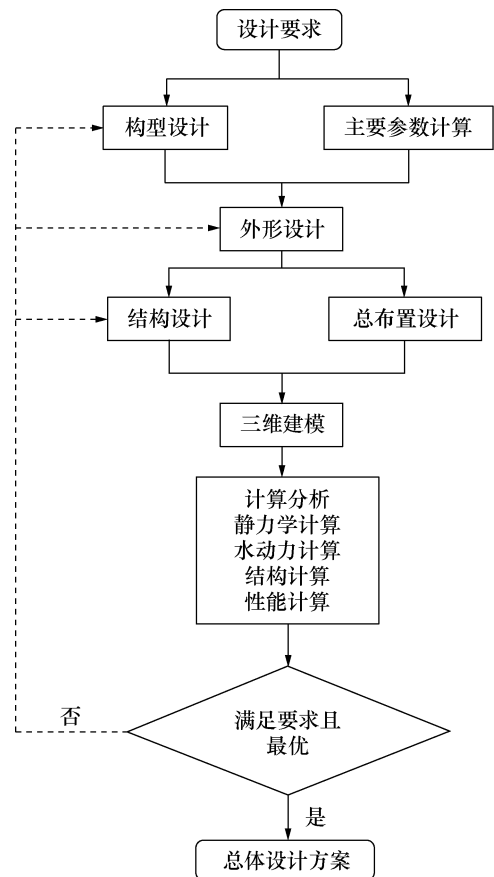 设计要求
构型设计
主要参数计算
外形设计
结构设计
总布置设计
三维建模
计算分析
静力学计算
水动力计算
结构计算
性能计算
满足要求且
最优
否
是
总体设计方案